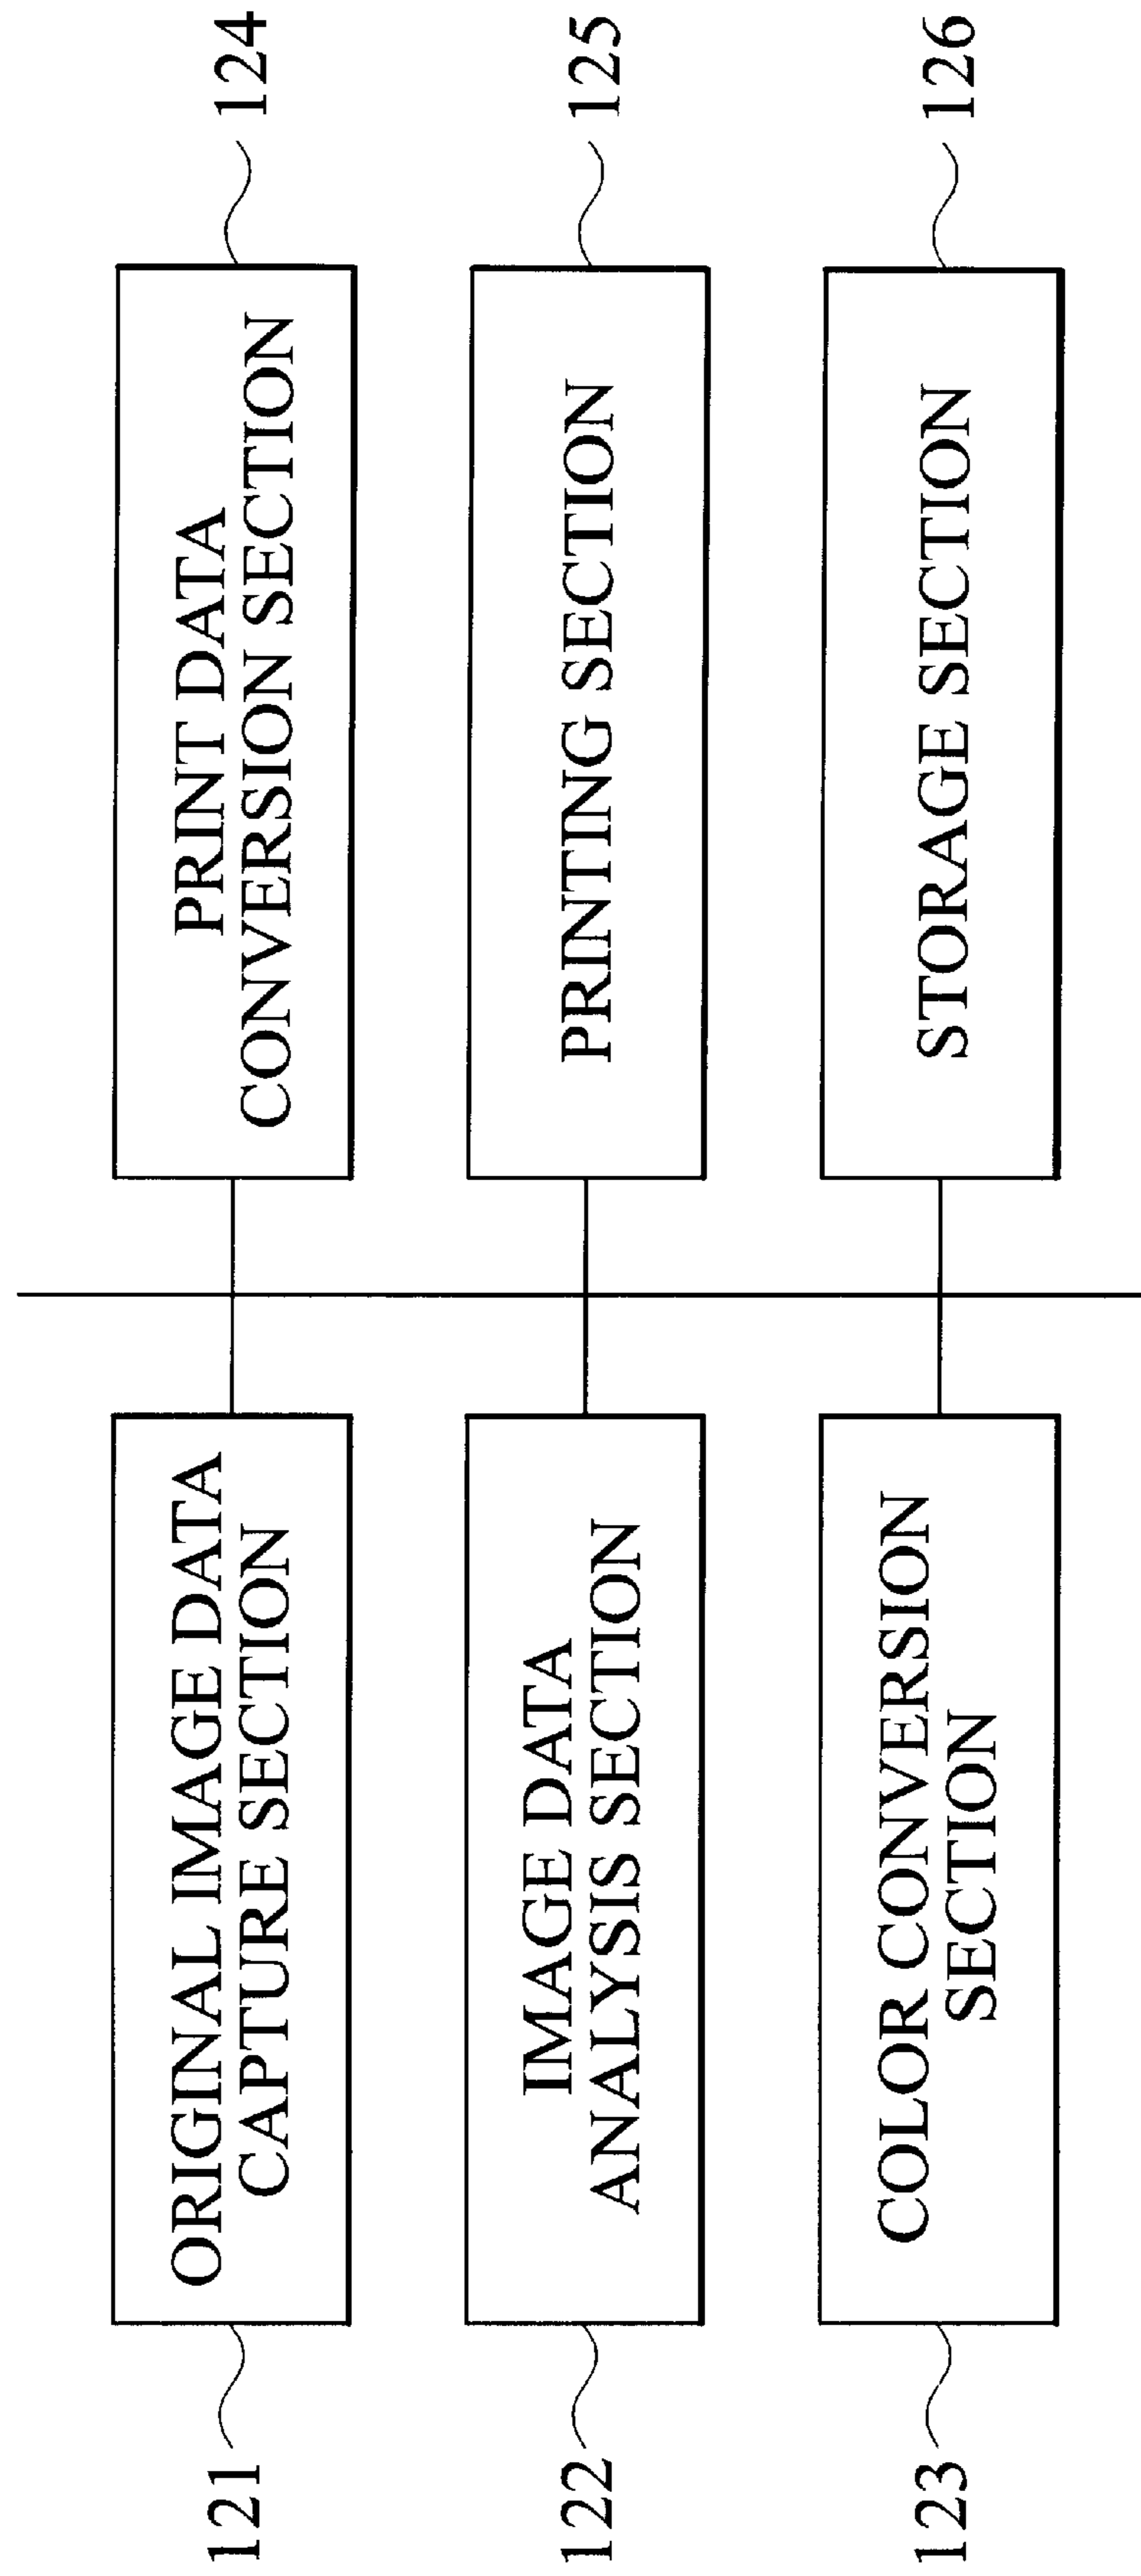 121
ORIGINAL IMAGE DATA
CAPTURE SECTION
PRINT DATA
CONVERSION SECTION
124
122
IMAGE DATA
ANALYSIS SECTION
PRINTING SECTION
125
123
COLOR CONVERSION
SECTION
STORAGE SECTION
126